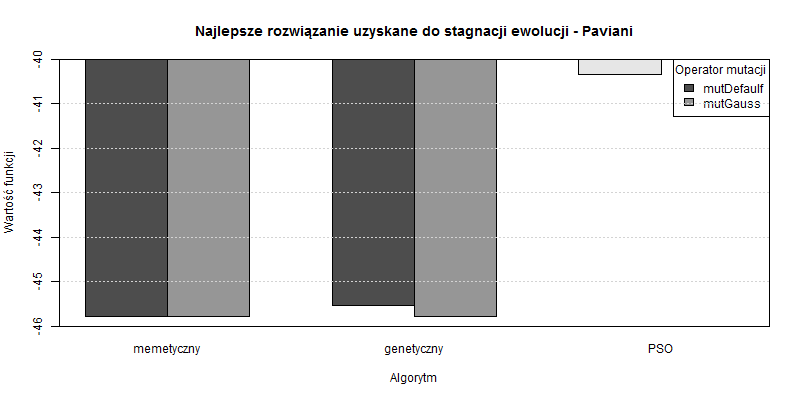 Najlepsze rozwiązanie uzyskane do stagnacji ewolucji - Paviani
Wartość funkcji
-40
-41
-42
-43
-44
-45
-46
Operator mutacji
mutDefaulf
mutGauss
memetyczny genetyczny PSO
Algorytm